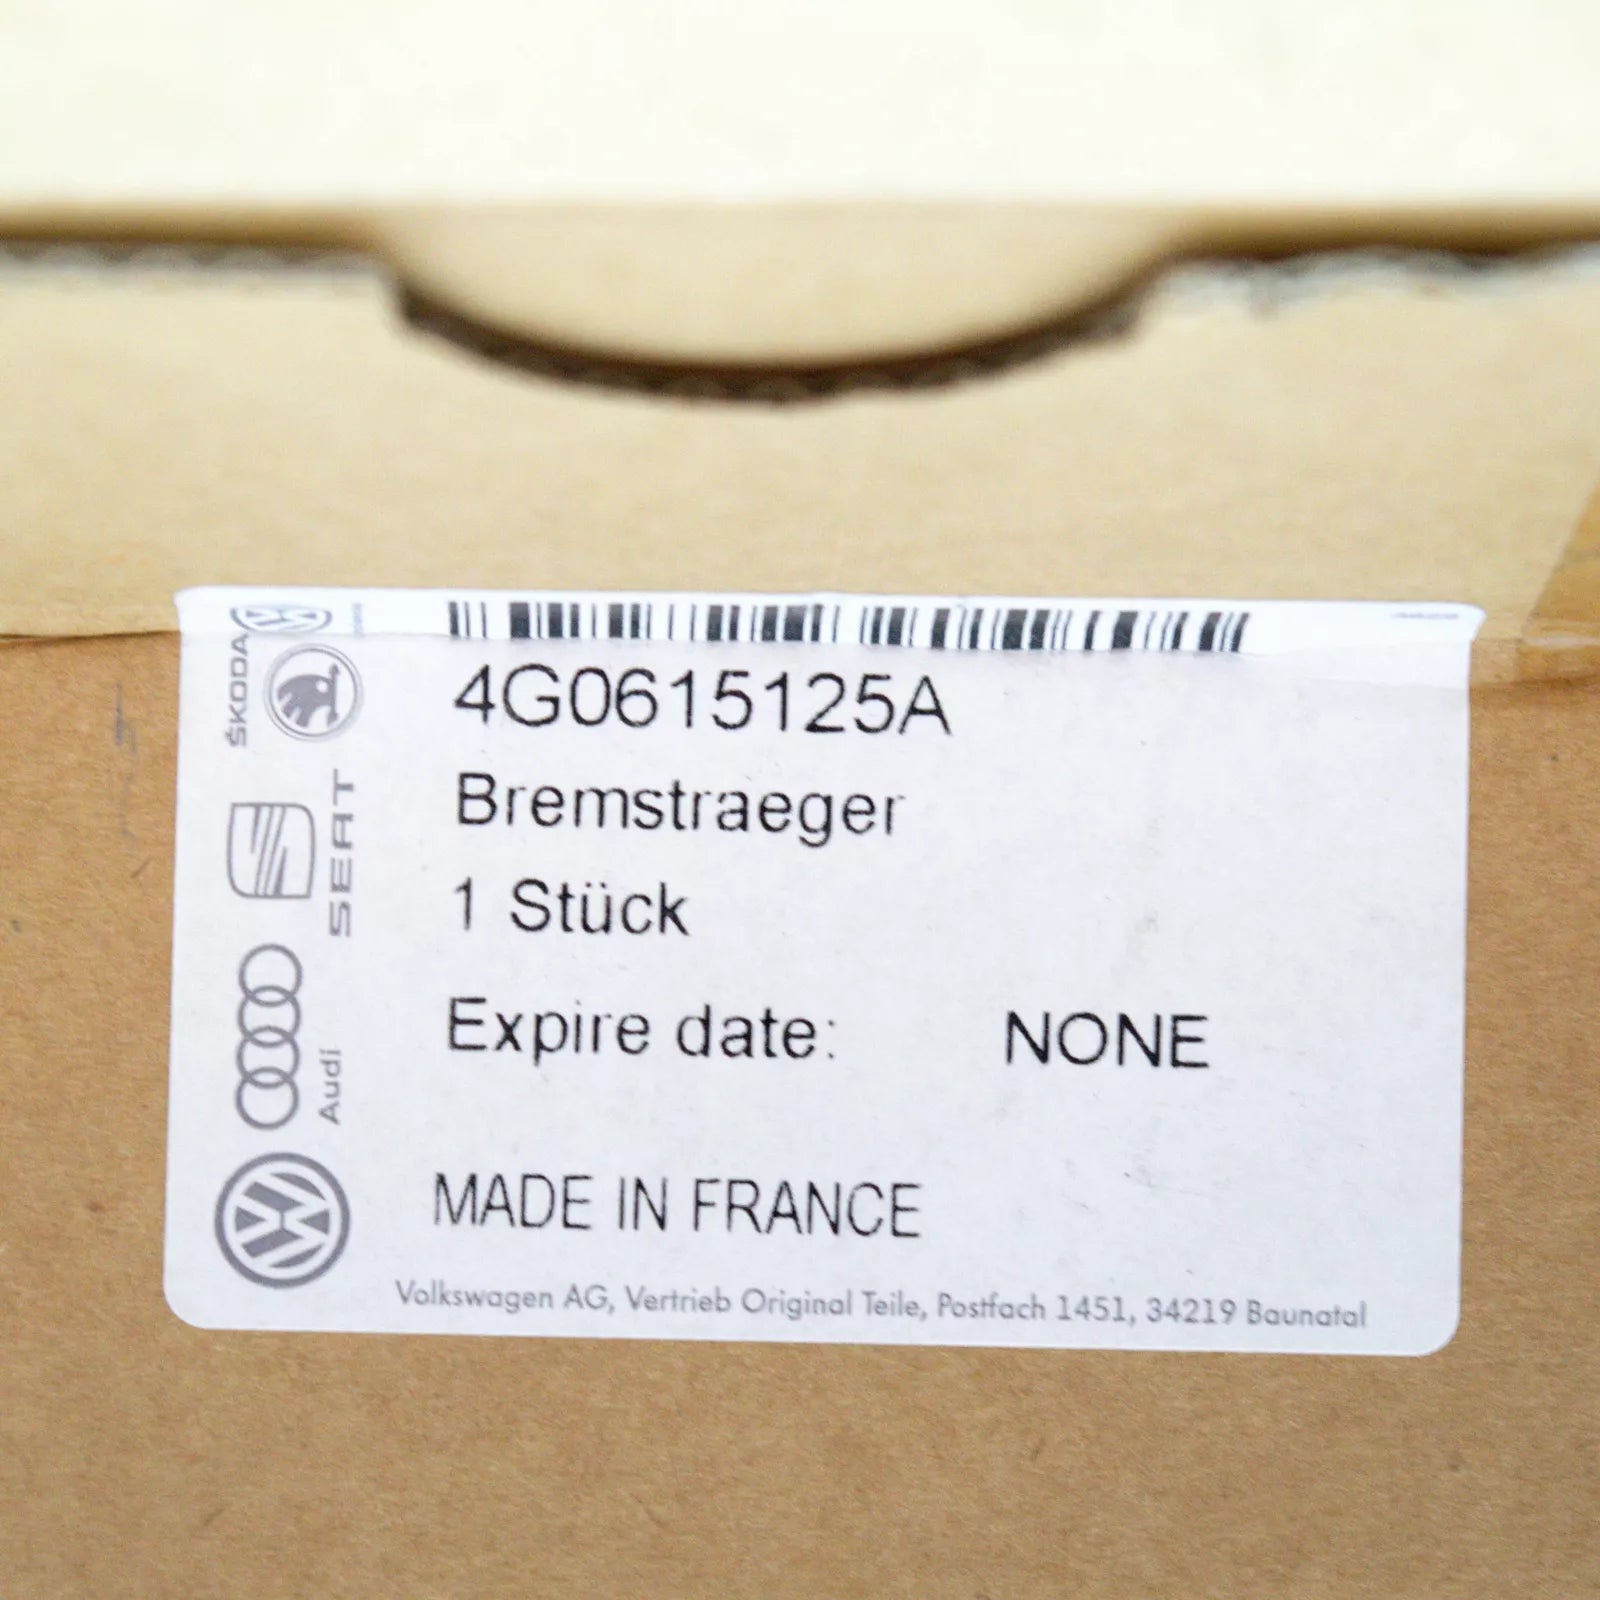 4G0615125A
Bremstraeger
1 Stück
Expire date: NONE
MADE IN FRANCE
Volkswagen AG, Vertrieb Original Teile, Postfach 1451, 34219 Baunatal
ŠKODA
SEAT
Audi